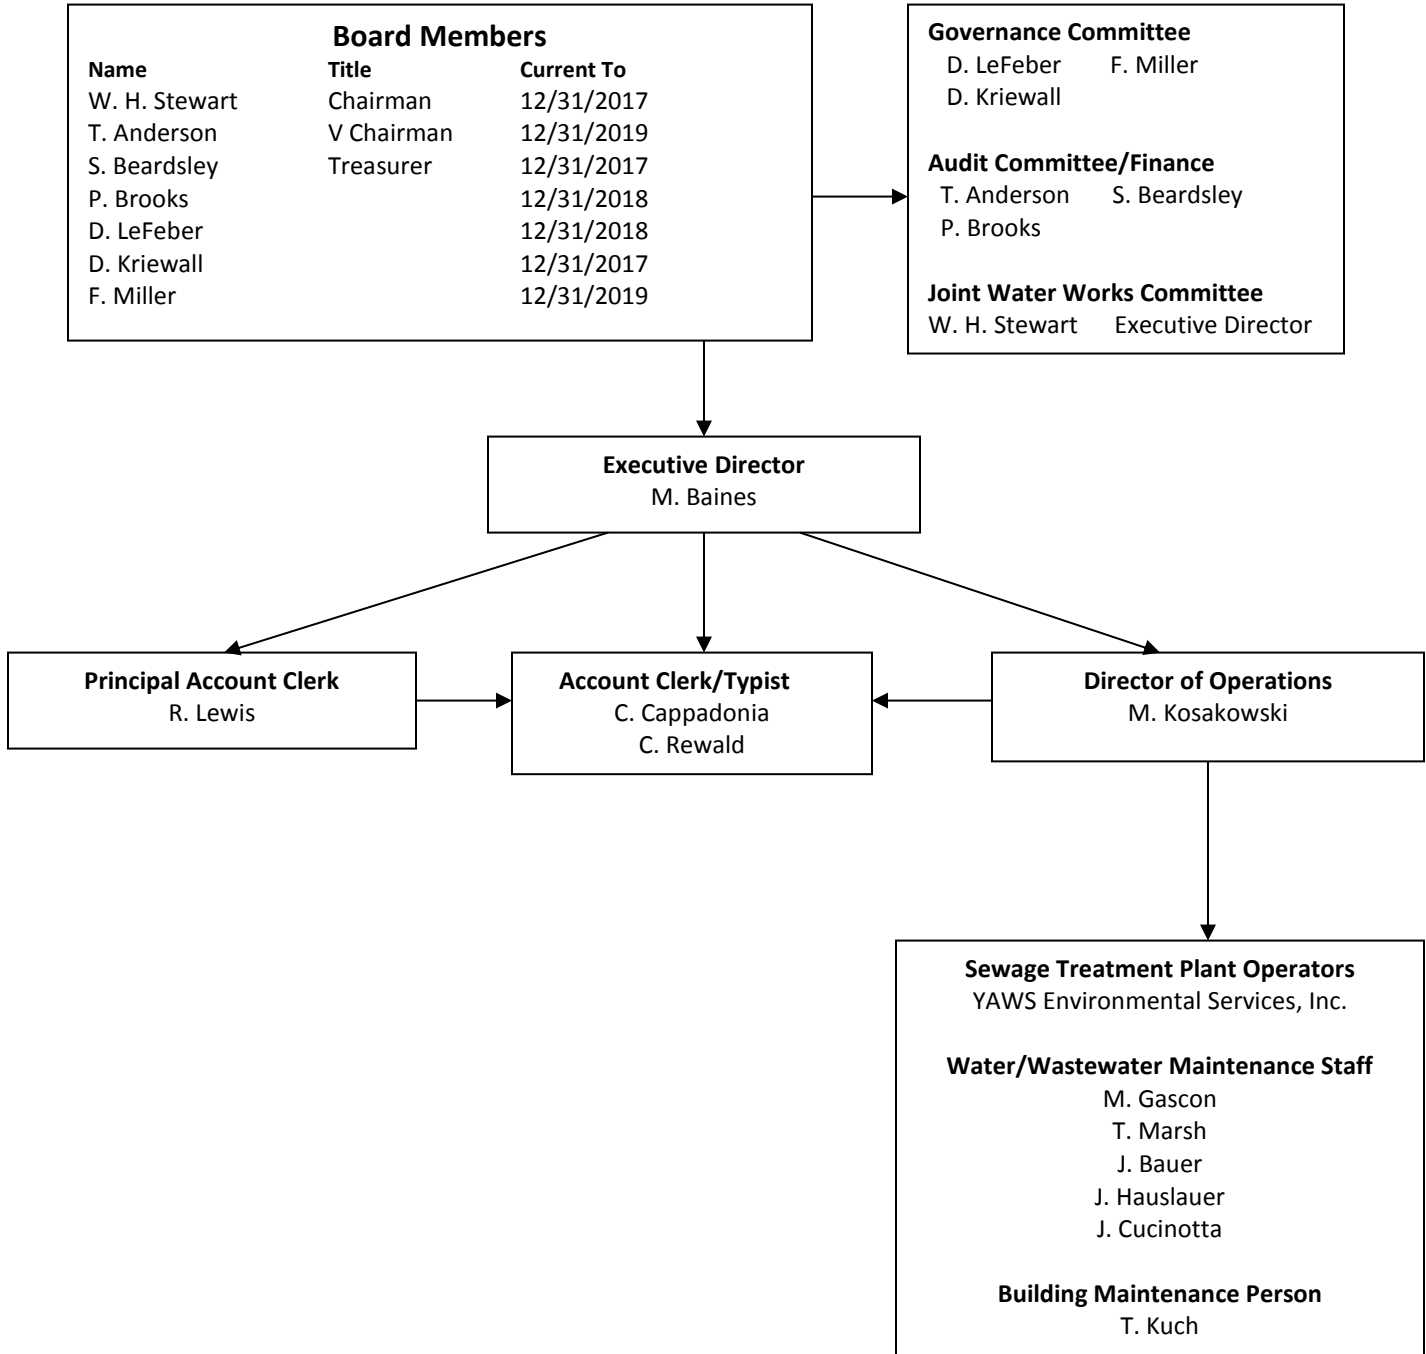 Board Members
Name Title Current To
W. H. Stewart Chairman 12/31/2017
T. Anderson V Chairman 12/31/2019
S. Beardsley Treasurer 12/31/2017
P. Brooks 12/31/2018
D. LeFeber 12/31/2018
D. Kriewall 12/31/2017
F. Miller 12/31/2019
Governance Committee
D. LeFeber F. Miller
D. Kriewall
Audit Committee/Finance
T. Anderson S. Beardsley
P. Brooks
Joint Water Works Committee
W. H. Stewart Executive Director
Executive Director
M. Baines
Principal Account Clerk
R. Lewis
Account Clerk/Typist
C. Cappadonia
C. Rewald
Director of Operations
M. Kosakowski
Sewage Treatment Plant Operators
YAWS Environmental Services, Inc.
Water/Wastewater Maintenance Staff
M. Gascon
T. Marsh
J. Bauer
J. Hauslauer
J. Cucinotta
Building Maintenance Person
T. Kuch